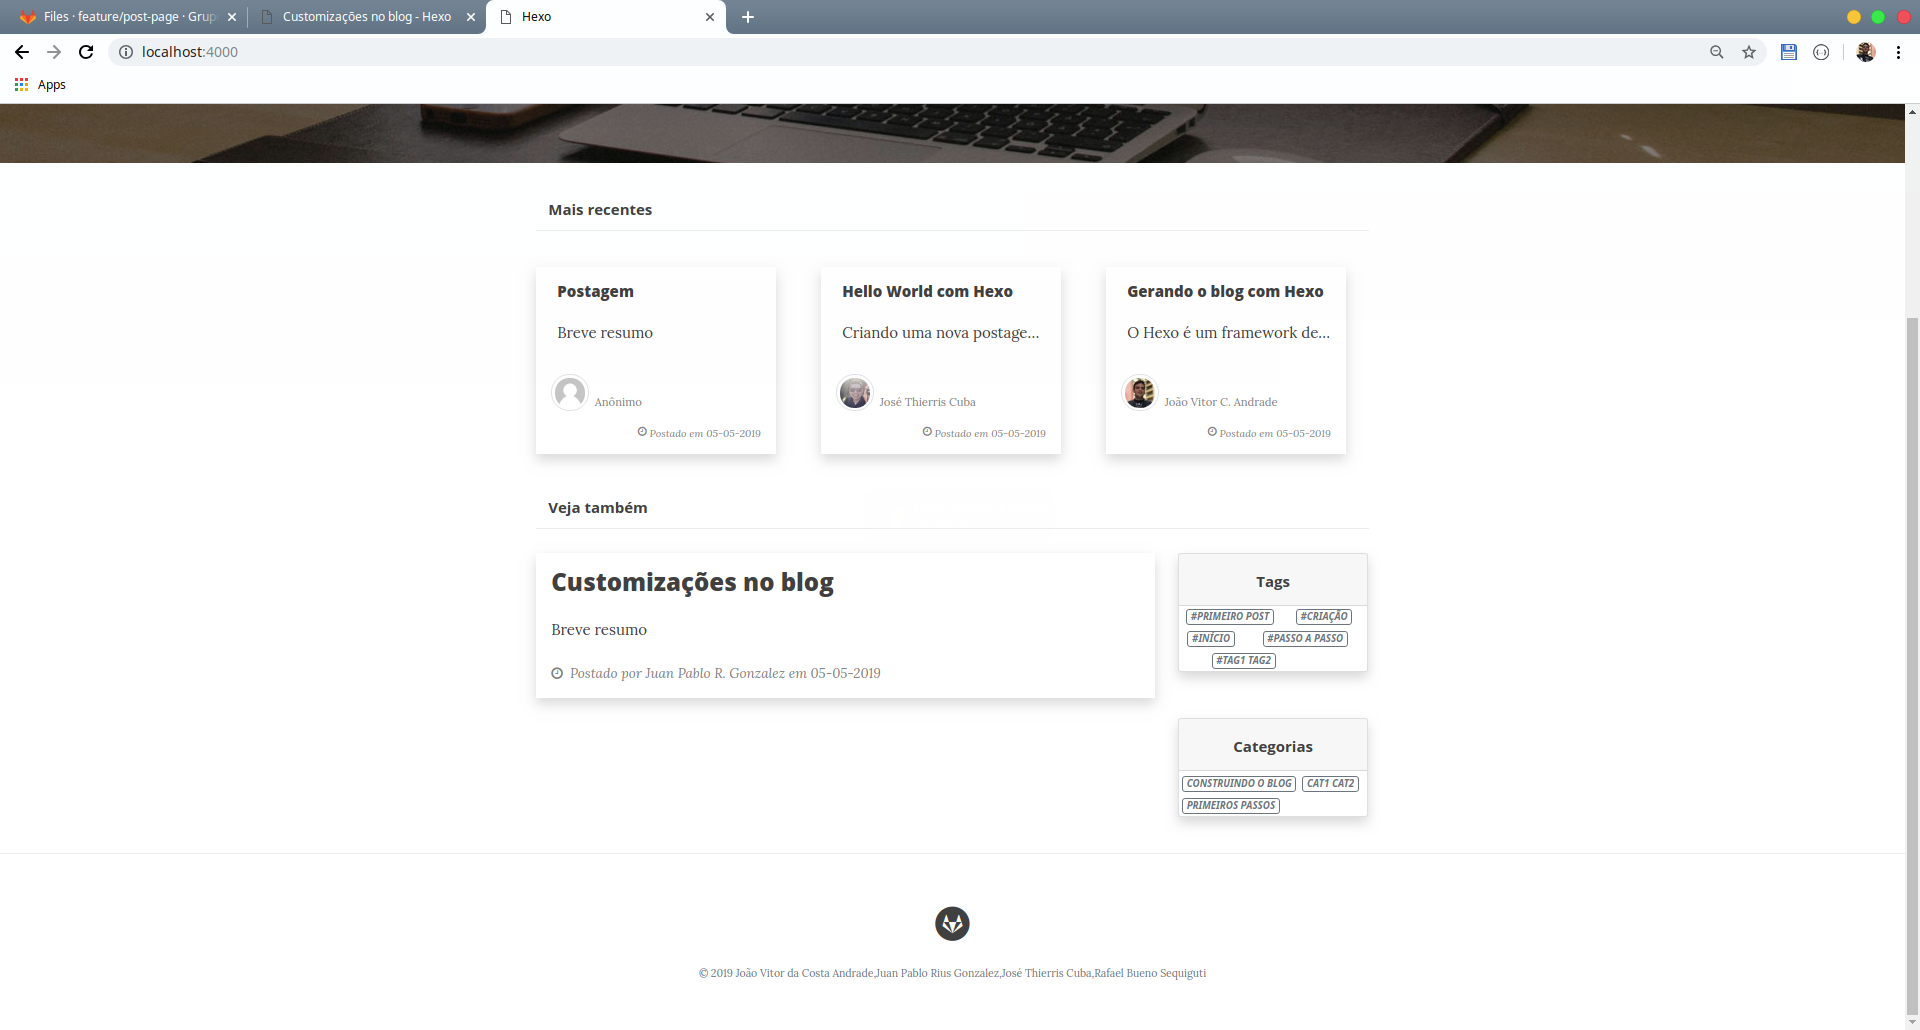 Files · feature/post-page · Grup
Customizações no blog - Hexo
Hexo
localhost:4000
Apps
Mais recentes
Postagem
Breve resumo
Anônimo
Postado em 05-05-2019
Hello World com Hexo
Criando uma nova postage...
José Thierris Cuba
Postado em 05-05-2019
Gerando o blog com Hexo
O Hexo é um framework de...
João Vitor C. Andrade
Postado em 05-05-2019
Veja também
Customizações no blog
Breve resumo
Postado por Juan Pablo R. Gonzalez em 05-05-2019
Tags
#PRIMEIRO POST #CRIAÇÃO
#INÍCIO #PASSO A PASSO
#TAG1 TAG2
Categorias
CONSTRUINDO O BLOG CAT1 CAT2
PRIMEIROS PASSOS
© 2019 João Vitor da Costa Andrade,Juan Pablo Rius Gonzalez,José Thierris Cuba,Rafael Bueno Sequiguti